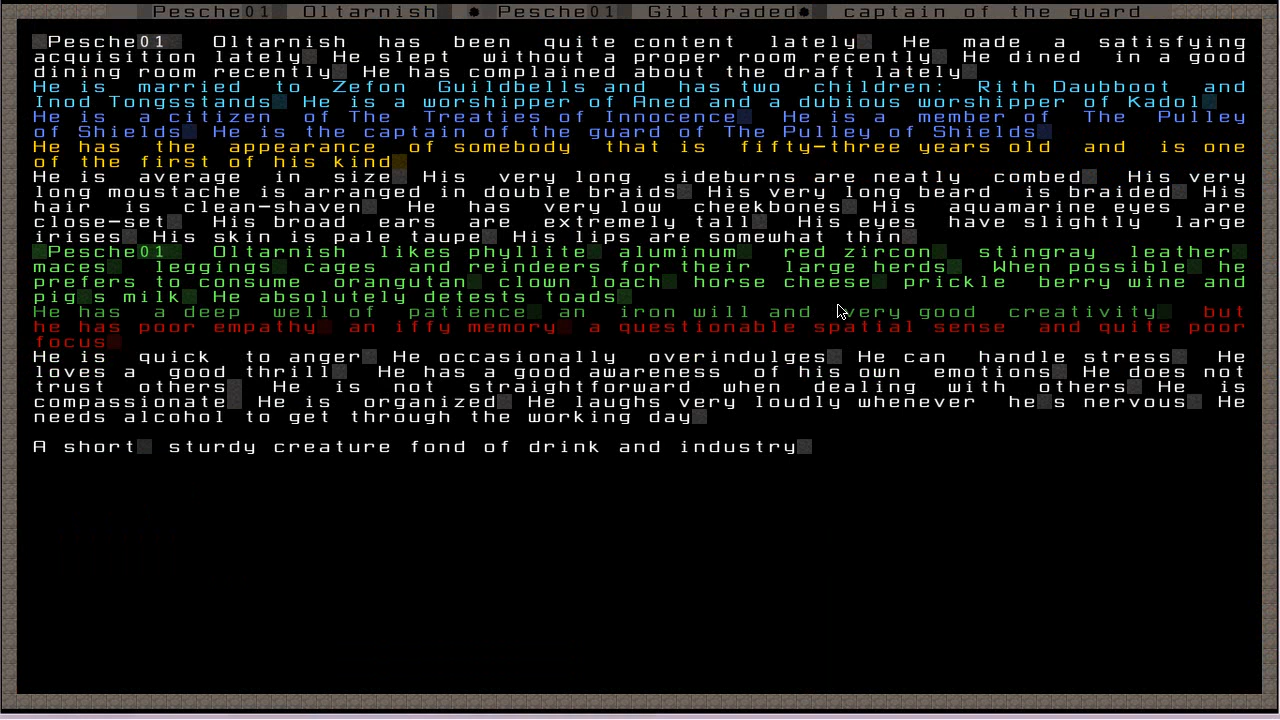 Pesche01 Oltarnish ● Pesche01 Gilttraded● captain of the guard
Pesche01 Oltarnish has been quite content lately He made a satisfying
acquisition lately He slept without a proper room recently He dined in a good
dining room recently He has complained about the draft lately
He is married to Zefon Guildbells and has two children: Rith Daubboot and
Inod Tongsstands He is a worshipper of Aned and a dubious worshipper of Kadol
He is a citizen of The Treaties of Innocence He is a member of The Pulley
of Shields He is the captain of the guard of The Pulley of Shields
He has the appearance of somebody that is fifty-three years old and is one
of the first of his kind
He is average in size His very long sideburns are neatly combed His very
long moustache is arranged in double braids His very long beard is braided His
hair is clean-shaven He has very low cheekbones His aquamarine eyes are
close-set His broad ears are extremely tall His eyes have slightly large
irises His skin is pale taupe His lips are somewhat thin
Pesche01 Oltarnish likes phyllite aluminum red zircon stingray leather
maces leggings cages and reindeers for their large herds When possible he
prefers to consume orangutan clown loach horse cheese prickle berry wine and
pig s milk He absolutely detests toads
He has a deep well of patience an iron will and very good creativity but
he has poor empathy an iffy memory a questionable spatial sense and quite poor
focus
He is quick to anger He occasionally overindulges He can handle stress He
loves a good thrill He has a good awareness of his own emotions He does not
trust others He is not straightforward when dealing with others He is
compassionate He is organized He laughs very loudly whenever he s nervous He
needs alcohol to get through the working day
A short sturdy creature fond of drink and industry